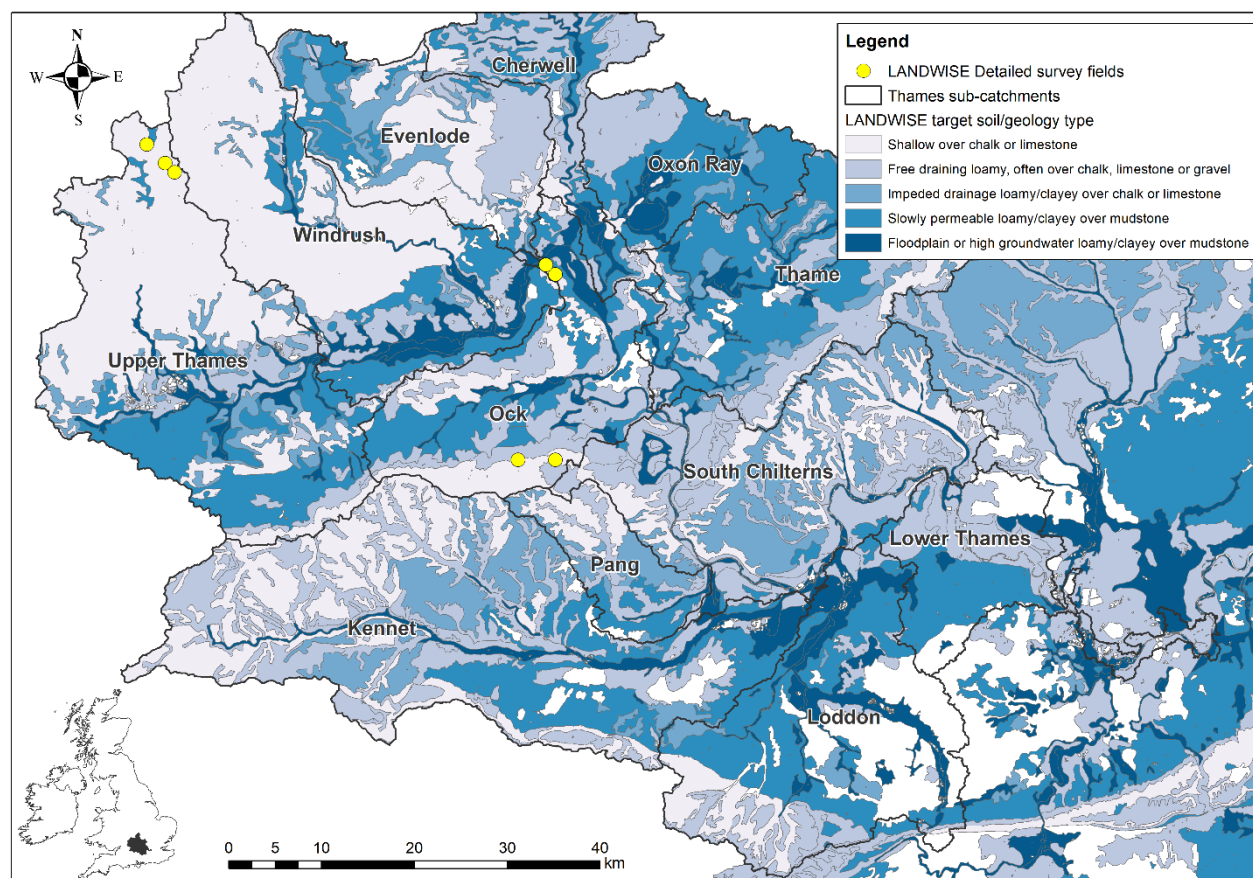 N
W E
S
Cherwell
Evenlode
Oxon Ray
Windrush
Thame
Upper Thames
Ock
South Chilterns
Lower Thames
Pang
Kennet
Loddon
Legend
LANDWISE Detailed survey fields
Thames sub-catchments
LANDWISE target soil/geology type
Shallow over chalk or limestone
Free draining loamy, often over chalk, limestone or gravel
Impeded drainage loamy/clayey over chalk or limestone
Slowly permeable loamy/clayey over mudstone
Floodplain or high groundwater loamy/clayey over mudstone
0 5 10 20 30 40
km